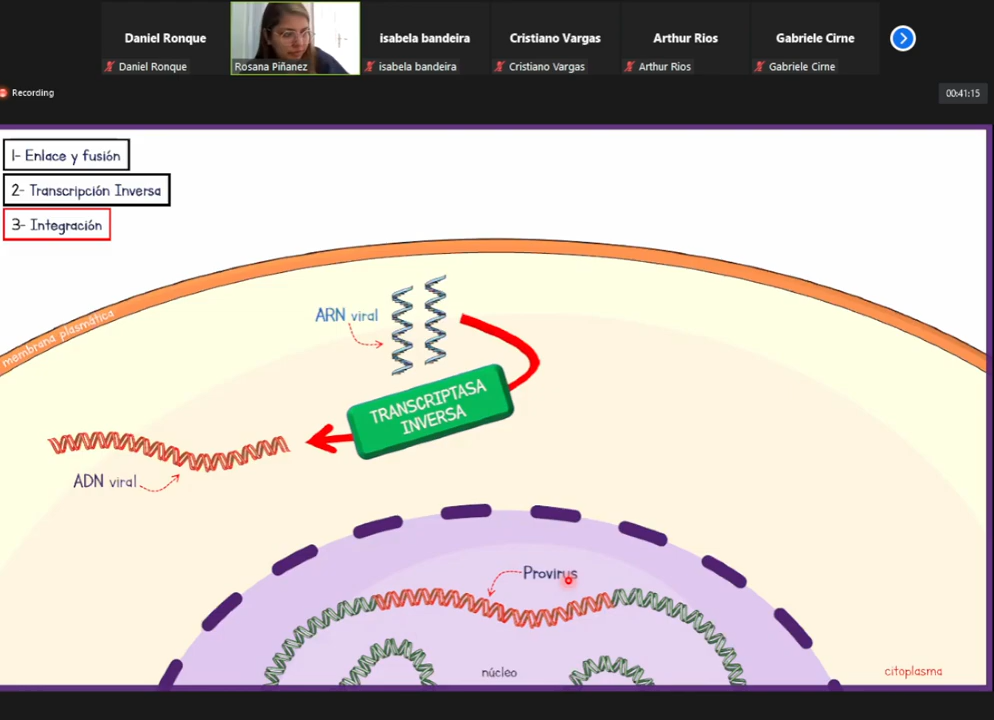 Daniel Ronque
isabela bandeira
Cristiano Vargas
Arthur Rios
Gabriele Cirne
Daniel Ronque
Rosana Piñanez
isabela bandeira
Cristiano Vargas
Arthur Rios
Gabriele Cirne
Recording
00:41:15
1- Enlace y fusión
2- Transcripción Inversa
3- Integración
membrana plasmática
ARN viral
TRANSCRIPTASA
INVERSA
ADN viral
Provirus
núcleo
citoplasma